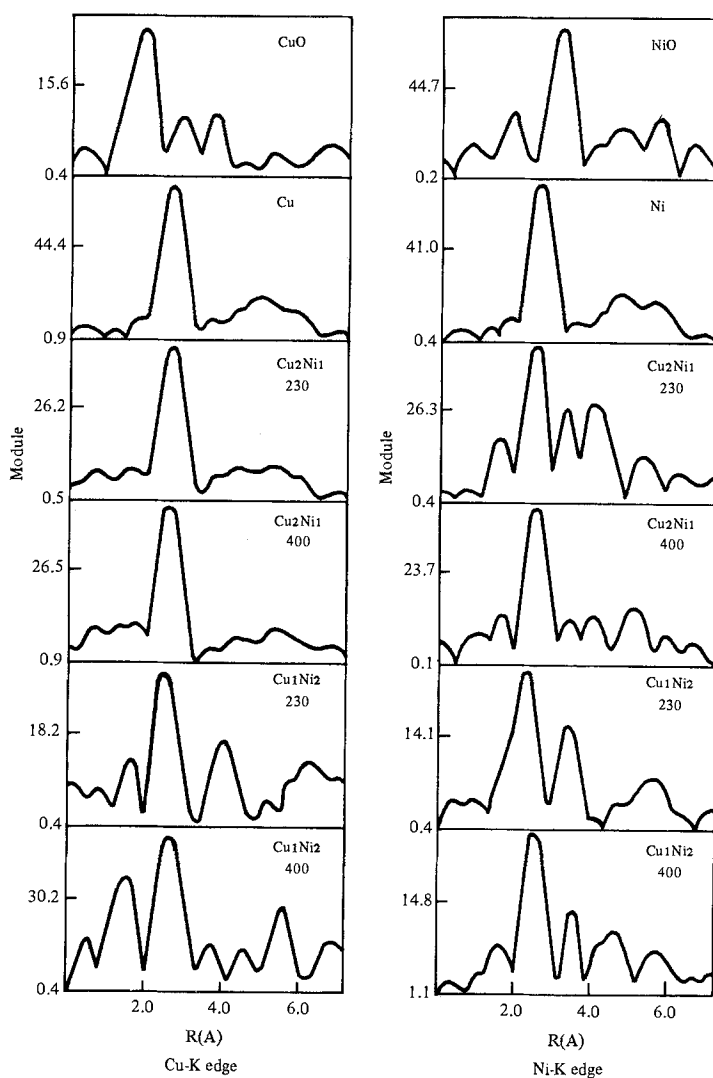 CuO
15.6
0.4
Cu
44.4
0.9
Cu2Ni1
230
26.2
0.5
Module
Cu2Ni1
400
26.5
0.9
Cu1Ni2
230
18.2
0.4
Cu1Ni2
400
30.2
0.4
2.0 4.0 6.0
R(A)
Cu-K edge
NiO
44.7
0.2
Ni
41.0
0.4
Cu2Ni1
230
26.3
0.4
Module
Cu2Ni1
400
23.7
0.1
Cu1Ni2
230
14.1
0.4
Cu1Ni2
400
14.8
1.1
2.0 4.0 6.0
R(A)
Ni-K edge